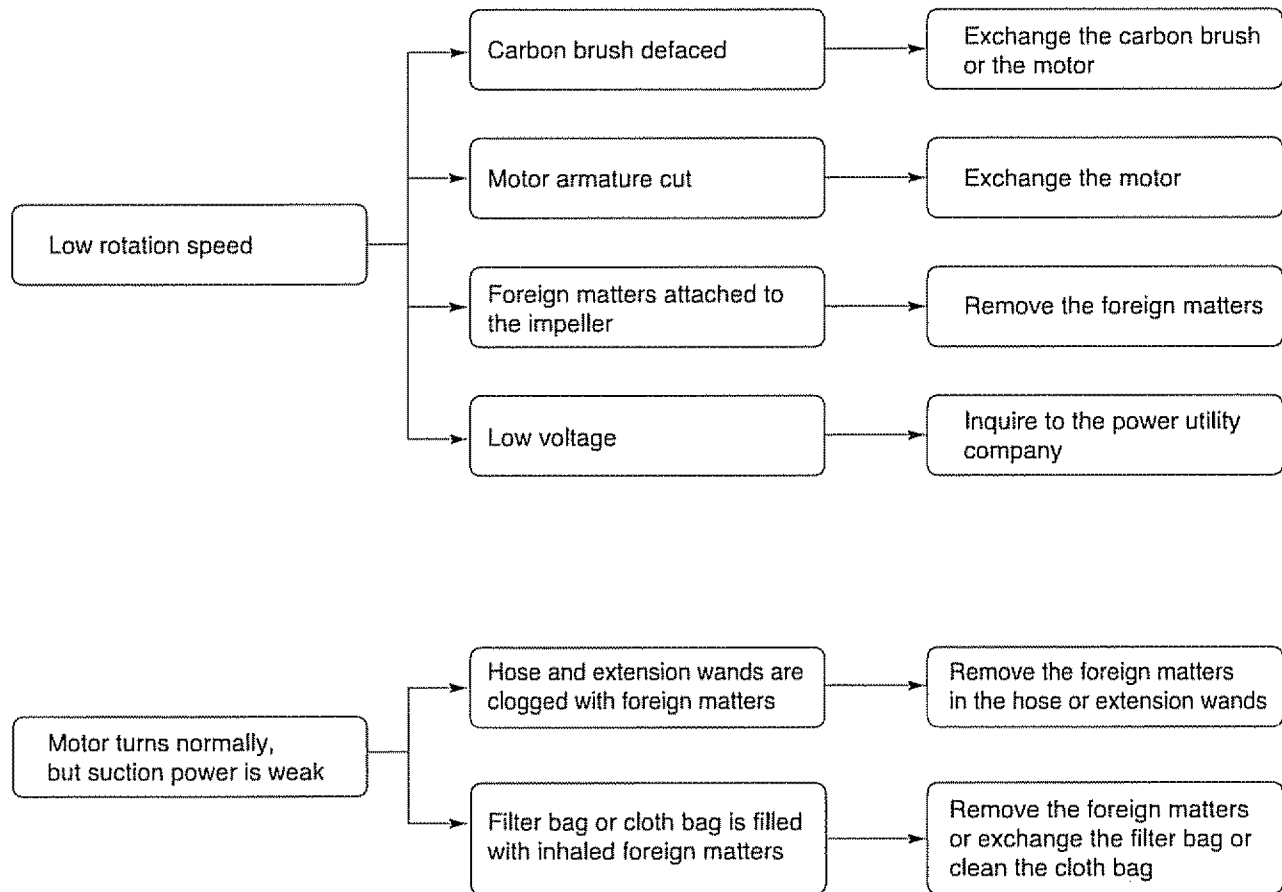 Carbon brush defaced
Exchange the carbon brush
or the motor
Motor armature cut
Exchange the motor
Low rotation speed
Foreign matters attached to
the impeller
Remove the foreign matters
Low voltage
Inquire to the power utility
company
Hose and extension wands are
clogged with foreign matters
Remove the foreign matters
in the hose or extension wands
Motor turns normally,
but suction power is weak
Filter bag or cloth bag is filled
with inhaled foreign matters
Remove the foreign matters
or exchange the filter bag or
clean the cloth bag